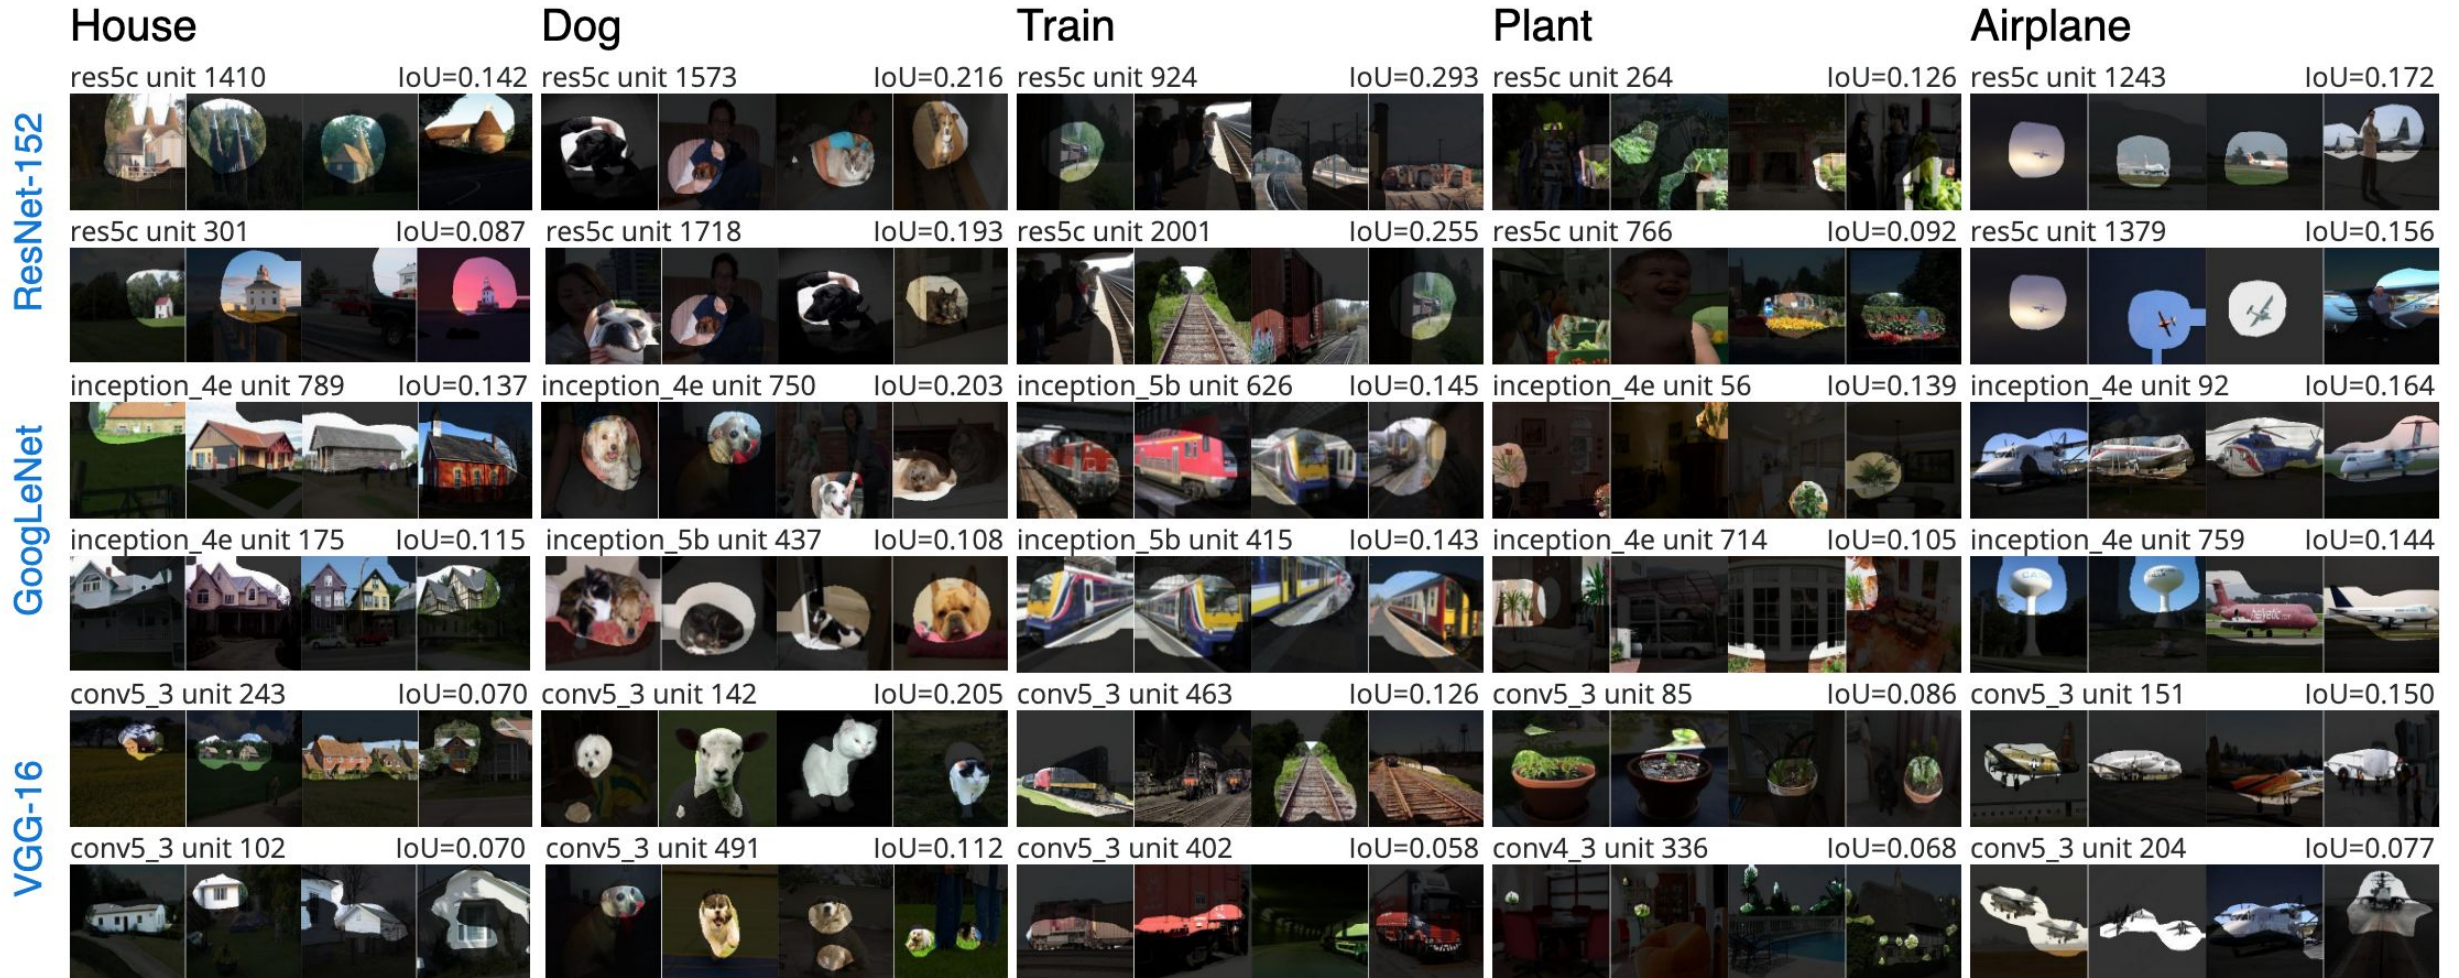 House Dog Train Plant Airplane
ResNet-152
res5c unit 1410 IoU=0.142 res5c unit 1573 IoU=0.216 res5c unit 924 IoU=0.293 res5c unit 264 IoU=0.126 res5c unit 1243 IoU=0.172
res5c unit 301 IoU=0.087 res5c unit 1718 IoU=0.193 res5c unit 2001 IoU=0.255 res5c unit 766 IoU=0.092 res5c unit 1379 IoU=0.156
GoogLeNet
inception_4e unit 789 IoU=0.137 inception_4e unit 750 IoU=0.203 inception_5b unit 626 IoU=0.145 inception_4e unit 56 IoU=0.139 inception_4e unit 92 IoU=0.164
inception_4e unit 175 IoU=0.115 inception_5b unit 437 IoU=0.108 inception_5b unit 415 IoU=0.143 inception_4e unit 714 IoU=0.105 inception_4e unit 759 IoU=0.144
VGG-16
conv5_3 unit 243 IoU=0.070 conv5_3 unit 142 IoU=0.205 conv5_3 unit 463 IoU=0.126 conv5_3 unit 85 IoU=0.086 conv5_3 unit 151 IoU=0.150
conv5_3 unit 102 IoU=0.070 conv5_3 unit 491 IoU=0.112 conv5_3 unit 402 IoU=0.058 conv4_3 unit 336 IoU=0.068 conv5_3 unit 204 IoU=0.077